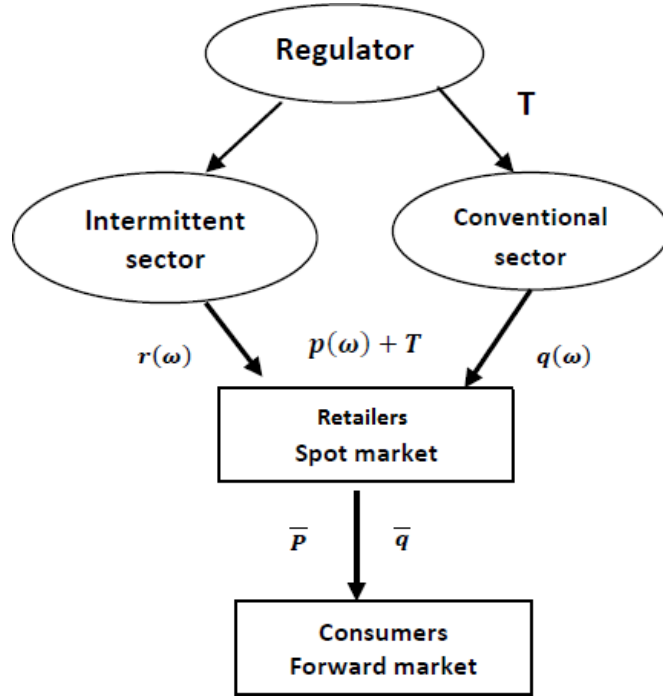 Regulator
T
Intermittent
sector
Conventional
sector
r(ω)
p(ω) + T
q(ω)
Retailers
Spot market
P̅
q̅
Consumers
Forward market